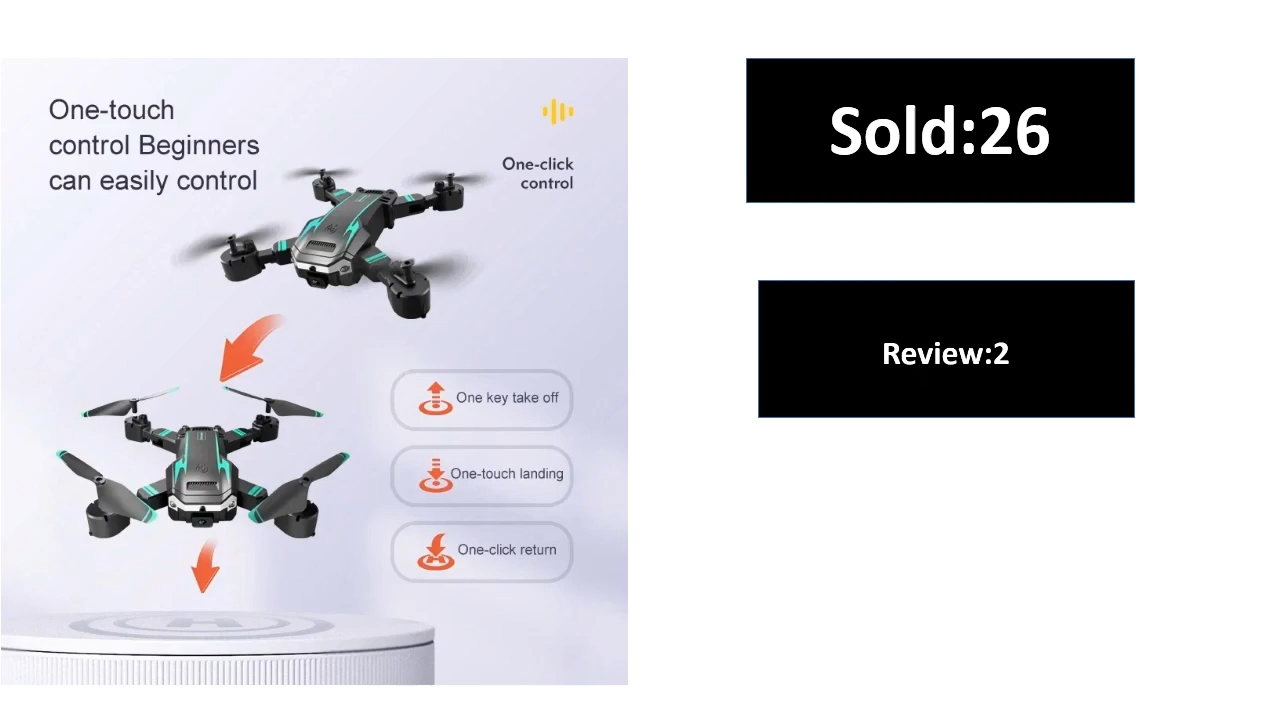 One-touch
control Beginners
can easily control
One-click
control
One key take off
One-touch landing
One-click return
H
Sold:26
Review:2